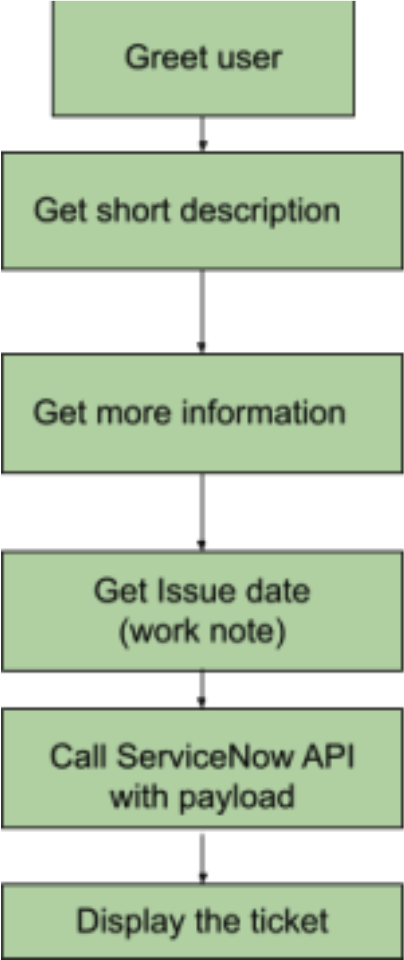 Greet user
Get short description
Get more information
Get Issue date
(work note)
Call ServiceNow API
with payload
Display the ticket